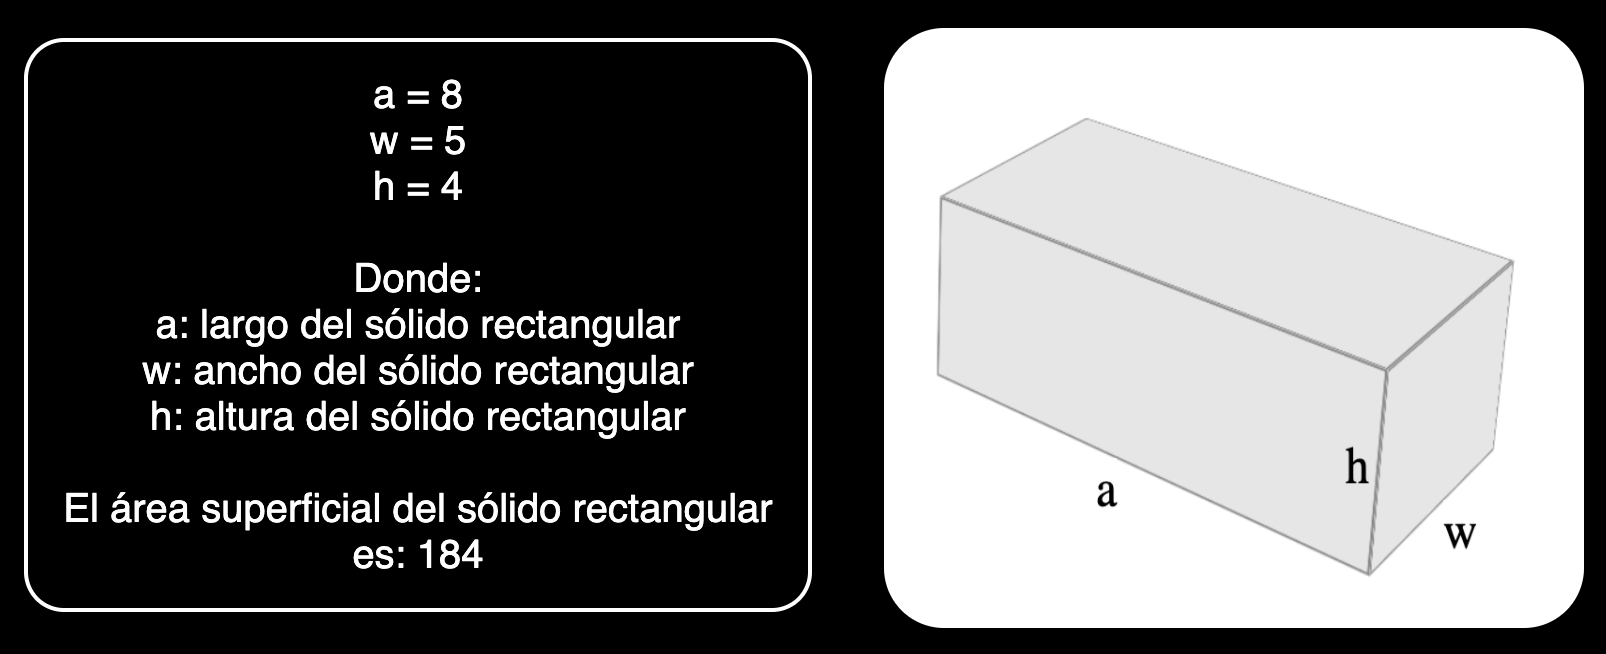 a = 8
w = 5
h = 4
Donde:
a: largo del sólido rectangular
w: ancho del sólido rectangular
h: altura del sólido rectangular
El área superficial del sólido rectangular
es: 184
h
a
w